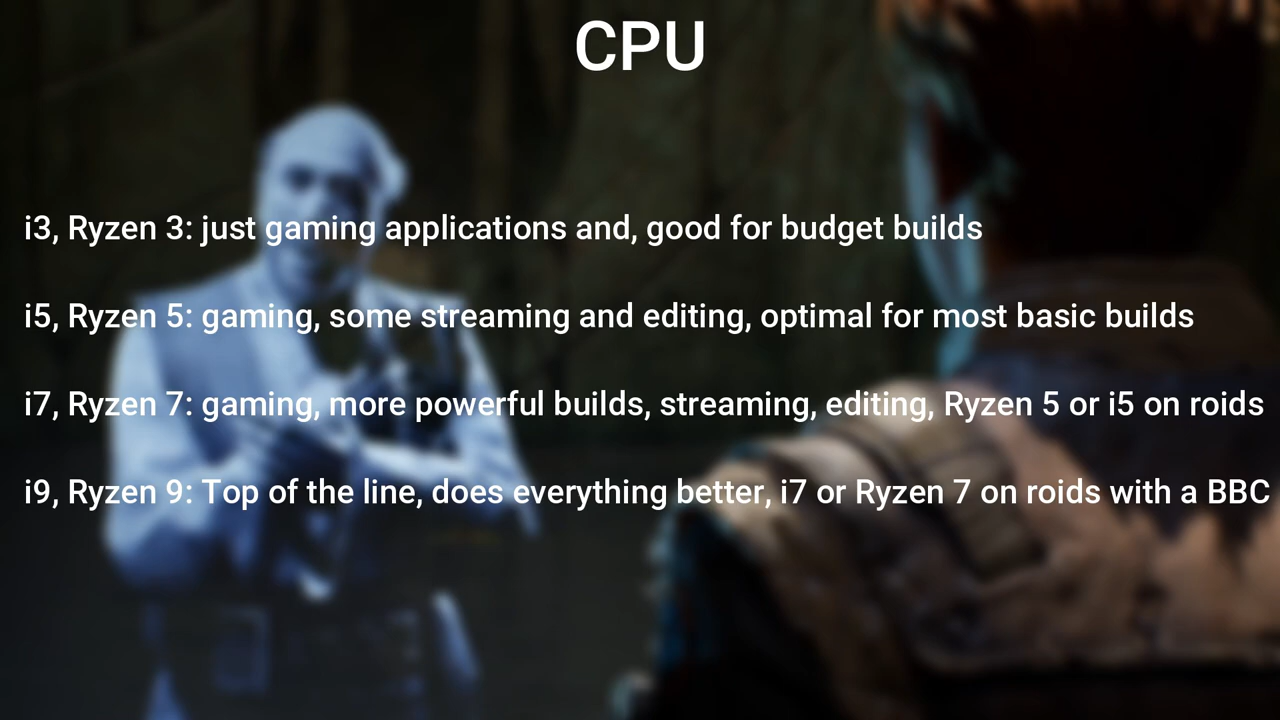 CPU
i3, Ryzen 3: just gaming applications and, good for budget builds
i5, Ryzen 5: gaming, some streaming and editing, optimal for most basic builds
i7, Ryzen 7: gaming, more powerful builds, streaming, editing, Ryzen 5 or i5 on roids
i9, Ryzen 9: Top of the line, does everything better, i7 or Ryzen 7 on roids with a BBC